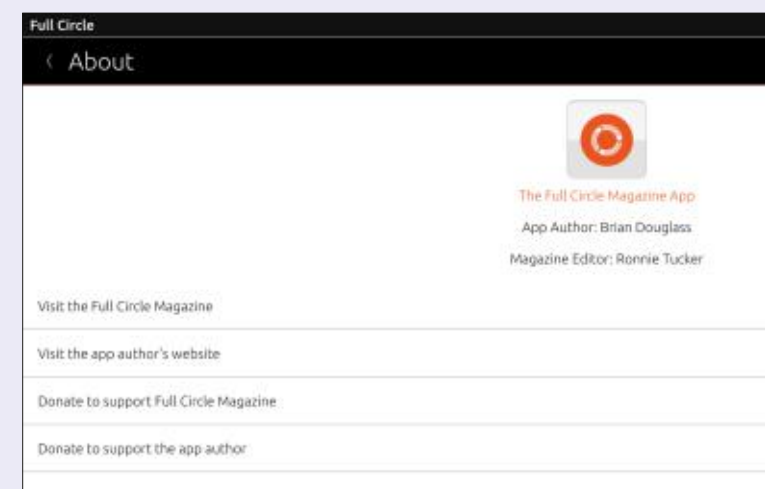 Full Circle
About
The Full Circle Magazine App
App Author: Brian Douglass
Magazine Editor: Ronnie Tucker
Visit the Full Circle Magazine
Visit the app author's website
Donate to support Full Circle Magazine
Donate to support the app author